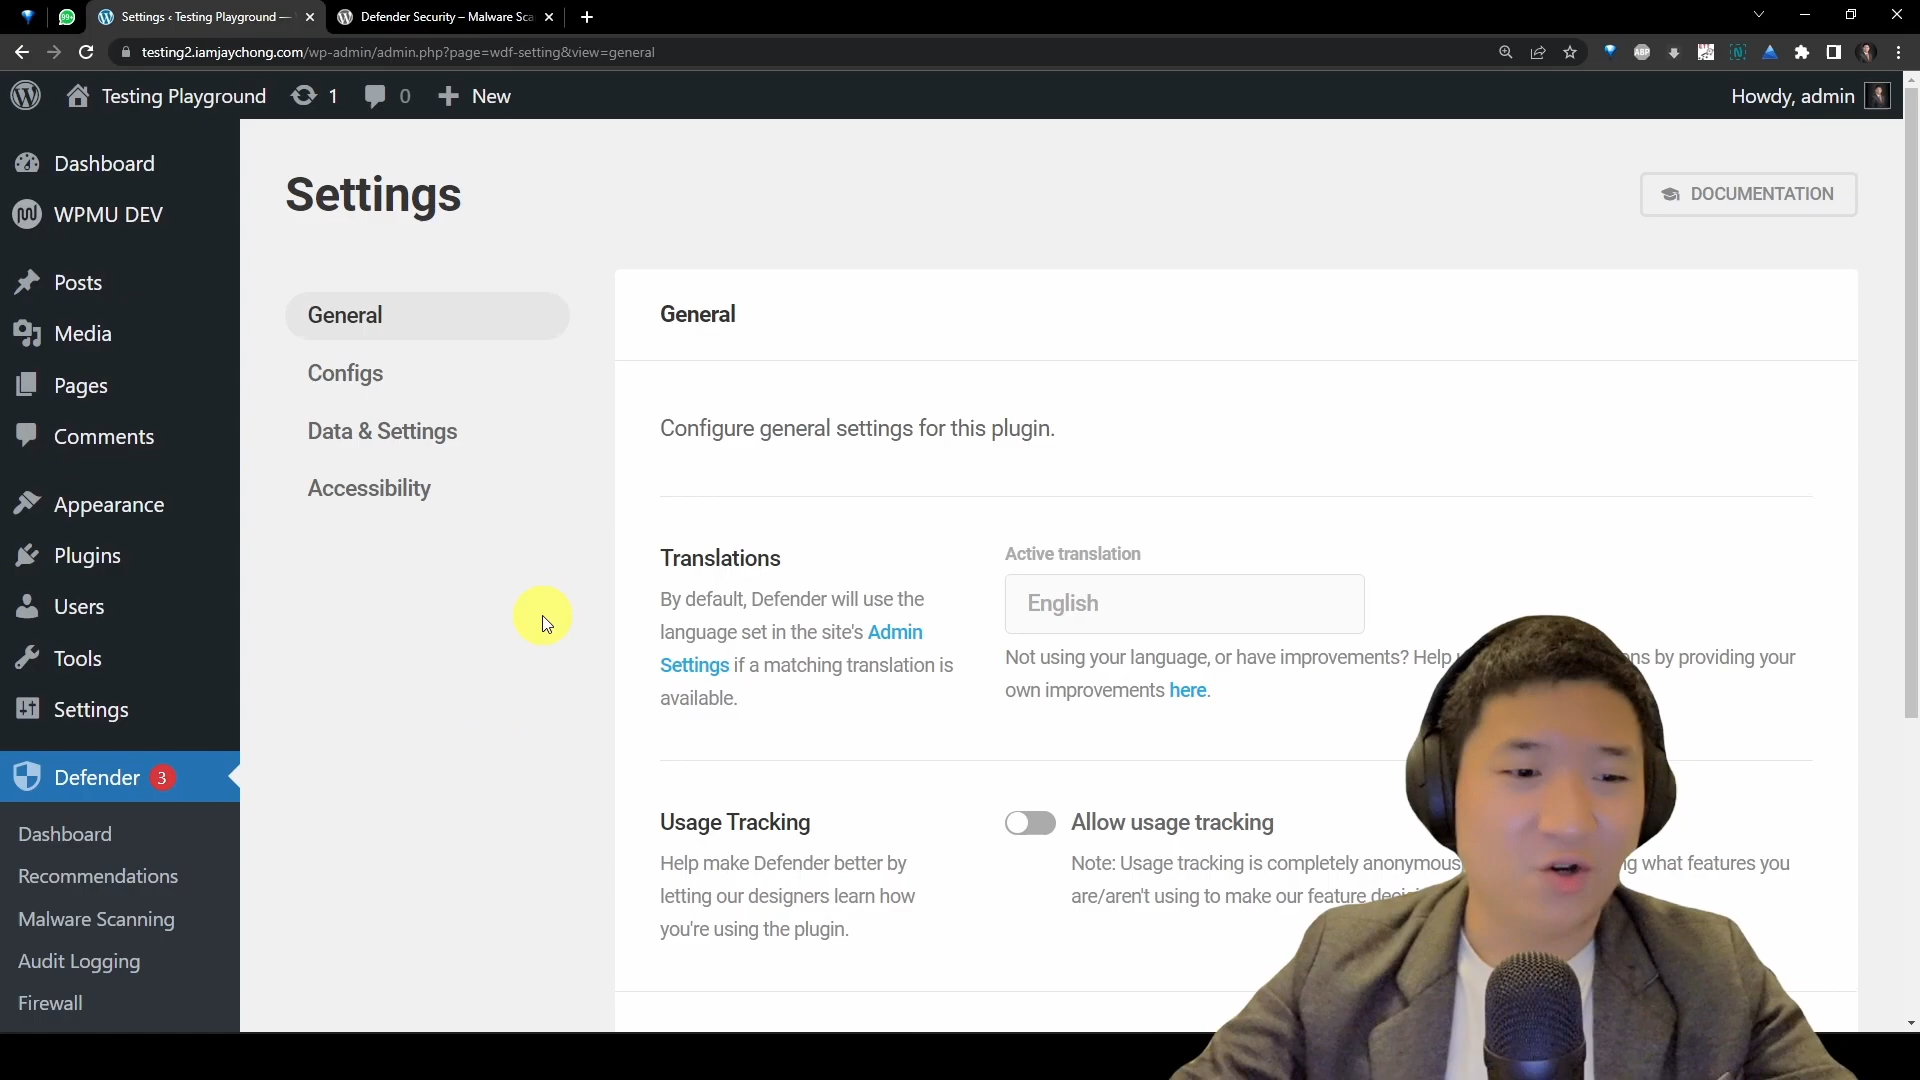 99+
Settings ‹ Testing Playground —
Defender Security – Malware Sca
testing2.iamjaychong.com/wp-admin/admin.php?page=wdf-setting&view=general
ABP
Testing Playground
1
0
New
Howdy, admin
Dashboard
WPMU DEV
Posts
Media
Pages
Comments
Appearance
Plugins
Users
Tools
Settings
Defender 3
Dashboard
Recommendations
Malware Scanning
Audit Logging
Firewall
Settings
DOCUMENTATION
General
Configs
Data & Settings
Accessibility
General
Configure general settings for this plugin.
Translations
By default, Defender will use the
language set in the site's Admin
Settings if a matching translation is
available.
Active translation
English
Not using your language, or have improvements? Help ns by providing your
own improvements here.
Usage Tracking
Help make Defender better by
letting our designers learn how
you're using the plugin.
Allow usage tracking
Note: Usage tracking is completely anonymous g what features you
are/aren't using to make our feature